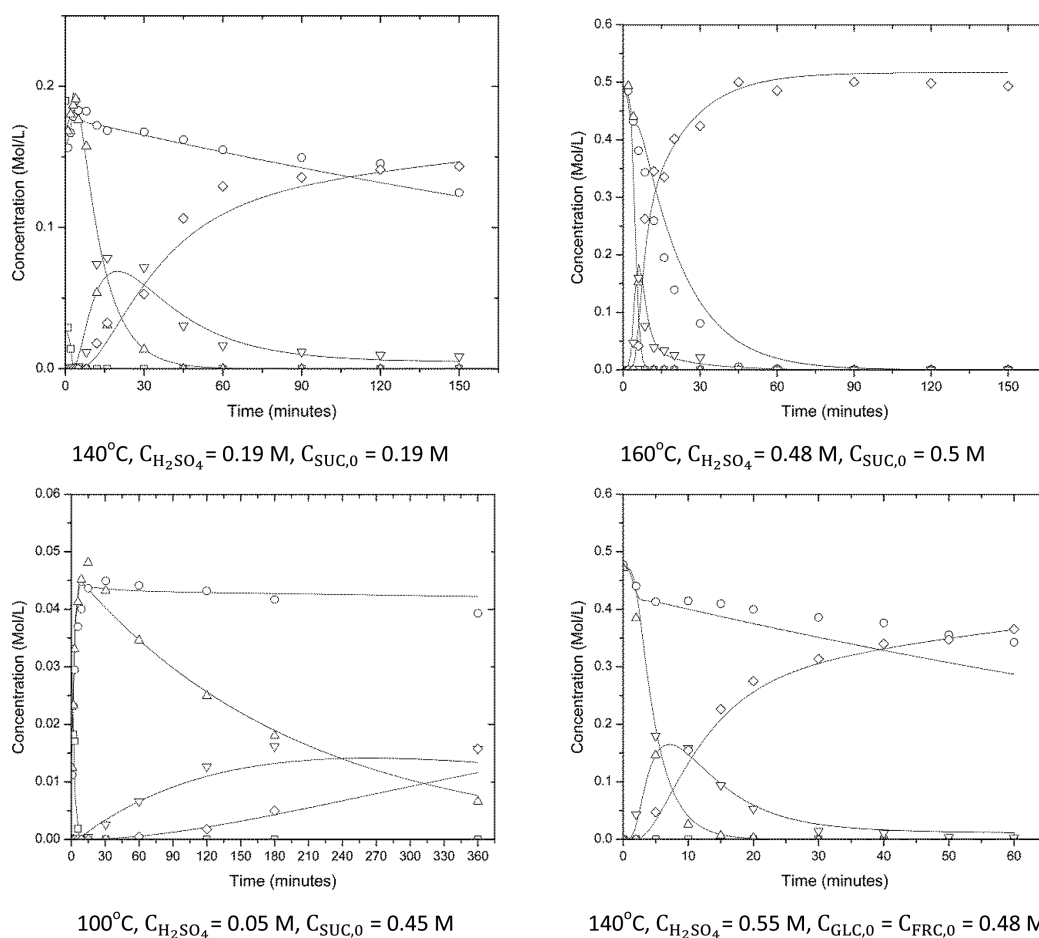 Concentration (Mol/L)
0.2
0.1
0.0
0 30 60 90 120 150
Time (minutes)
140°C, C_H₂SO₄ = 0.19 M, C_SUC,0 = 0.19 M
Concentration (Mol/L)
0.6
0.5
0.4
0.3
0.2
0.1
0.0
0 30 60 90 120 150
Time (minutes)
160°C, C_H₂SO₄ = 0.48 M, C_SUC,0 = 0.5 M
Concentration (Mol/L)
0.06
0.05
0.04
0.03
0.02
0.01
0.00
0 30 60 90 120 150 180 210 240 270 300 330 360
Time (minutes)
100°C, C_H₂SO₄ = 0.05 M, C_SUC,0 = 0.45 M
Concentration (Mol/L)
0.6
0.5
0.4
0.3
0.2
0.1
0.0
0 10 20 30 40 50 60
Time (minutes)
140°C, C_H₂SO₄ = 0.55 M, C_GLC,0 = C_FRC,0 = 0.48 M